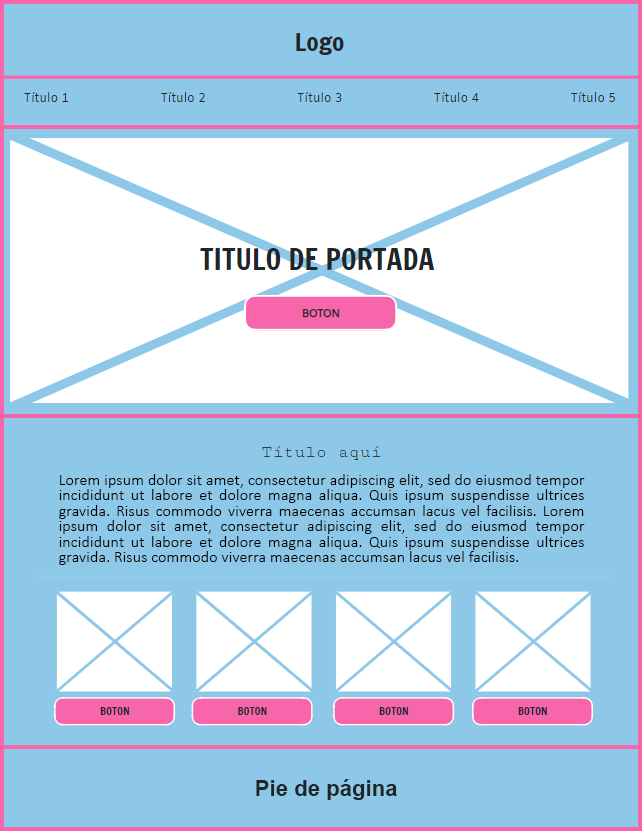 Logo
Título 1 Título 2 Título 3 Título 4 Título 5
TITULO DE PORTADA
BOTON
Título aquí
Lorem ipsum dolor sit amet, consectetur adipiscing elit, sed do eiusmod tempor
incididunt ut labore et dolore magna aliqua. Quis ipsum suspendisse ultrices
gravida. Risus commodo viverra maecenas accumsan lacus vel facilisis. Lorem
ipsum dolor sit amet, consectetur adipiscing elit, sed do eiusmod tempor
incididunt ut labore et dolore magna aliqua. Quis ipsum suspendisse ultrices
gravida. Risus commodo viverra maecenas accumsan lacus vel facilisis.
BOTON BOTON BOTON BOTON
Pie de página